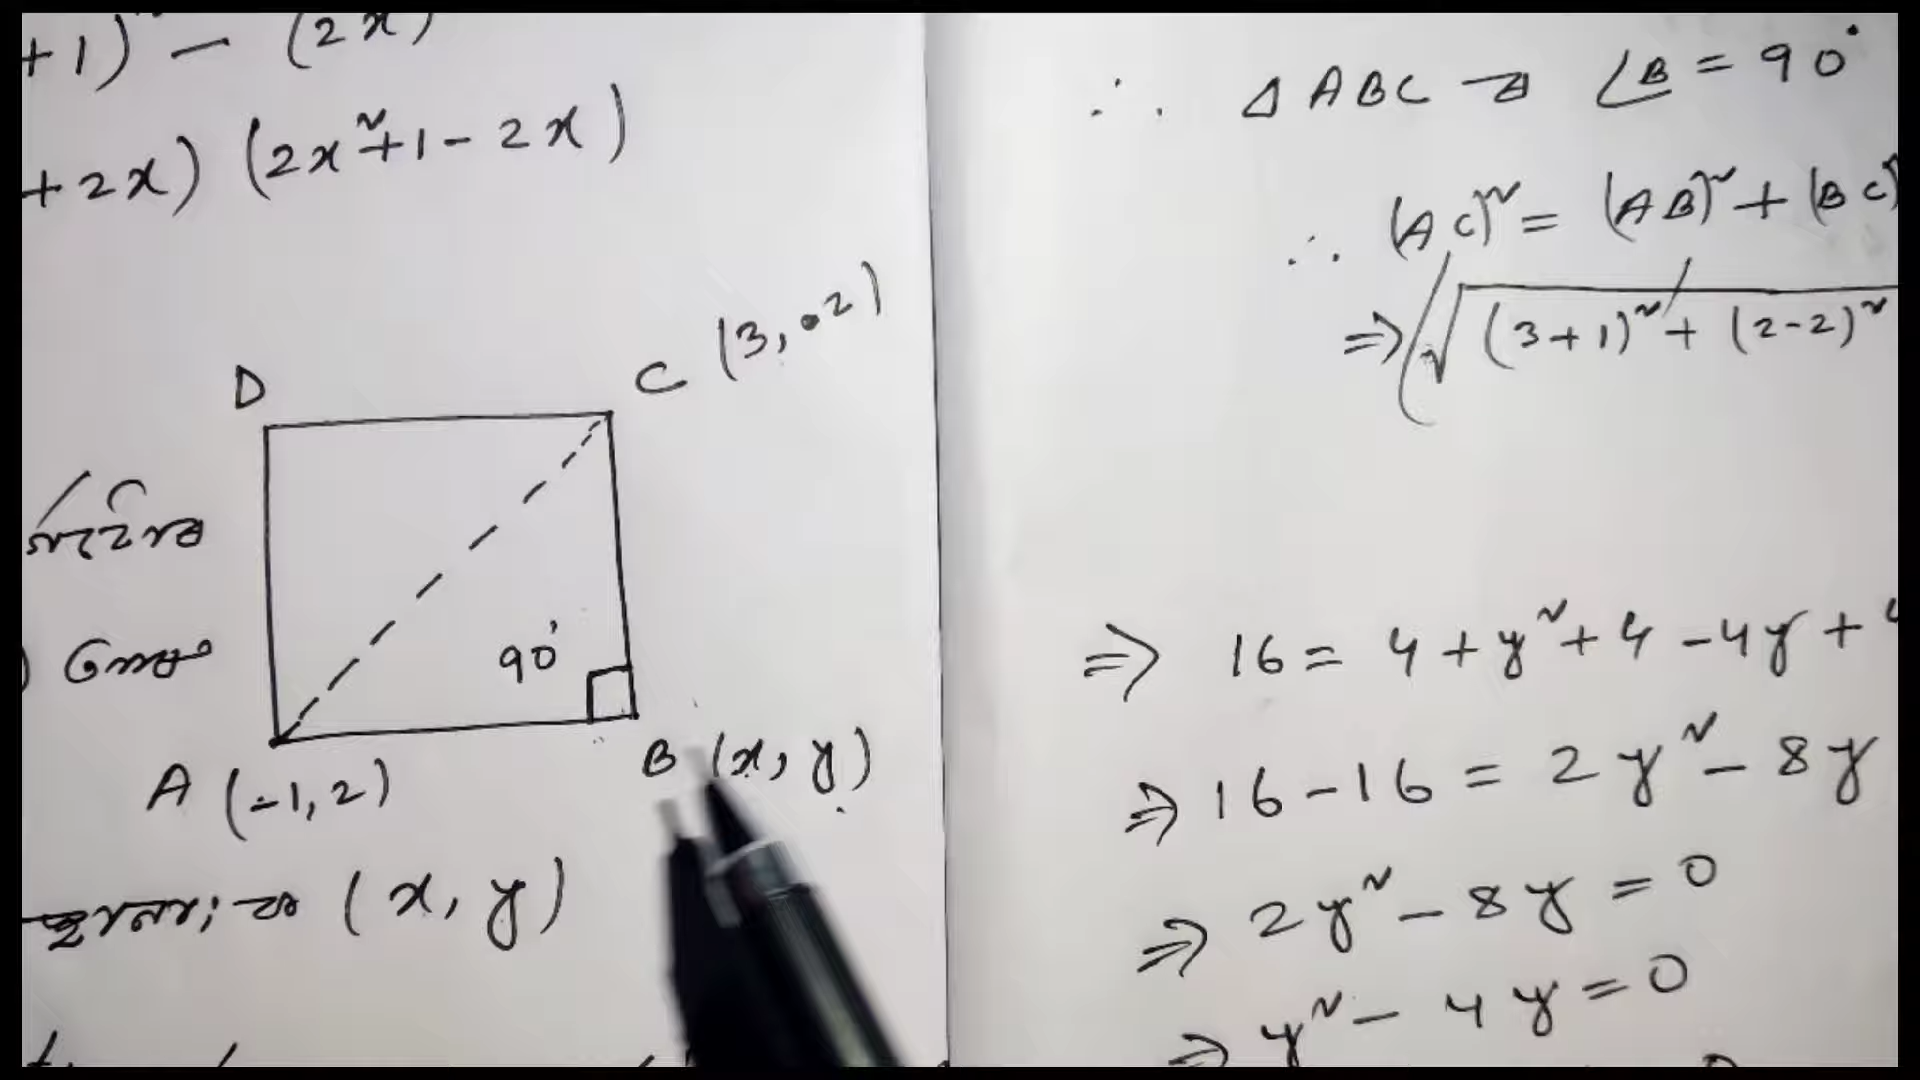 +1)² - (2x)
+2x) (2x²+1-2x)
D
C (3, 2)
90°
A (-1, 2)
B (x, y)
(x, y)
∴ △ABC এ ∠B = 90°
∴ (AC)² = (AB)² + (BC)
⇒ (√(3+1)² + (2-2)²
⇒ 16 = 4 + y² + 4 - 4y + 4
⇒ 16 - 16 = 2y² - 8y
⇒ 2y² - 8y = 0
⇒ y² - 4y = 0